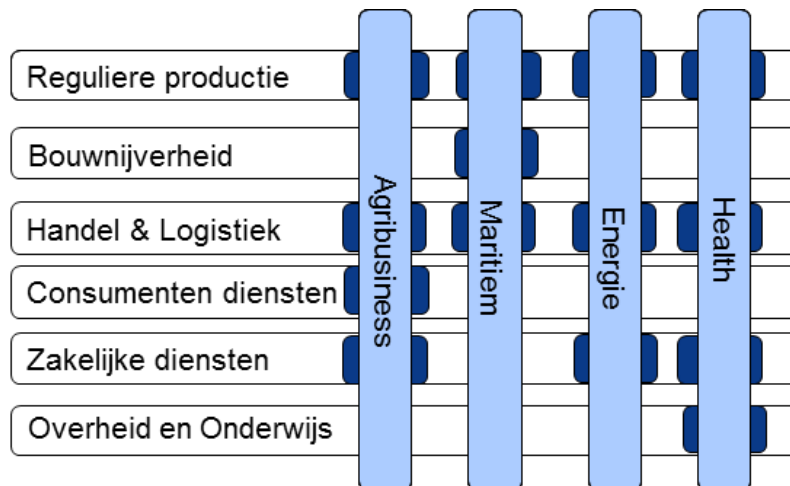 Reguliere productie
Bouwnijverheid
Handel & Logistiek
Consumenten diensten
Zakelijke diensten
Overheid en Onderwijs
Agribusiness
Maritiem
Energie
Health